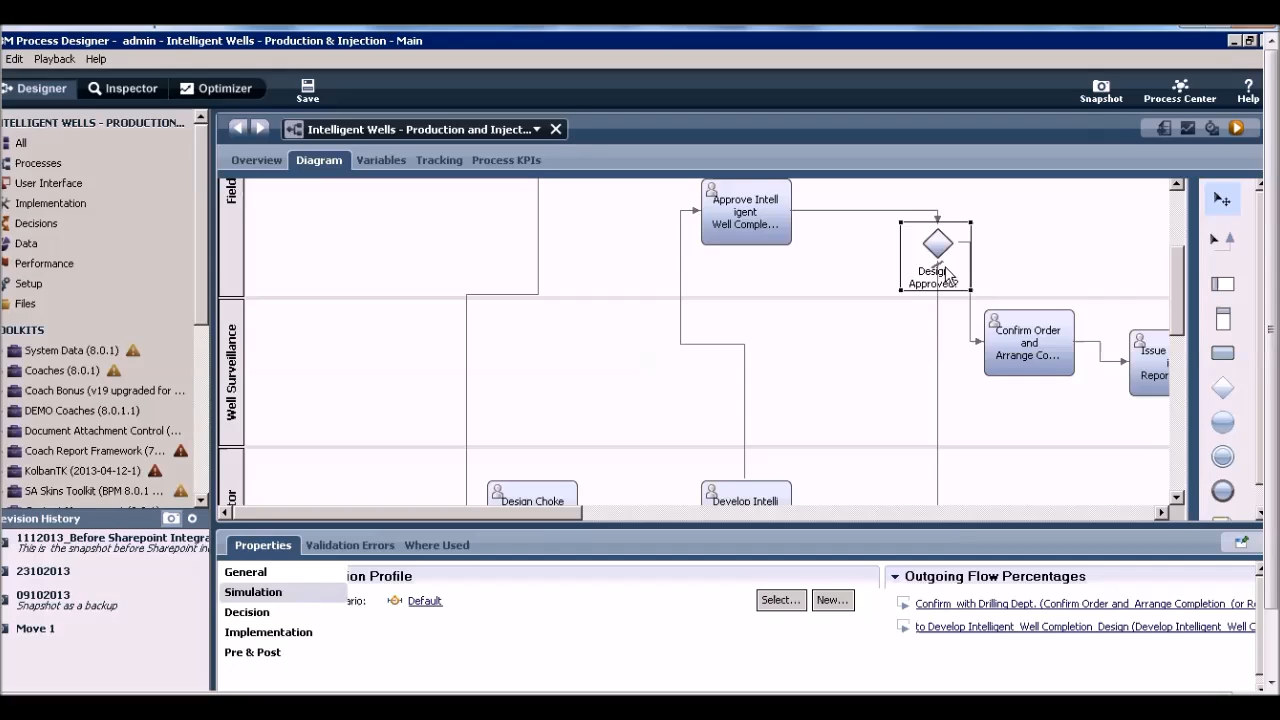 BM Process Designer - admin - Intelligent Wells - Production & Injection - Main
Edit Playback Help
Designer Inspector Optimizer
Save
Snapshot Process Center Help
TELLIGENT WELLS - PRODUCTION...
All
Processes
User Interface
Implementation
Decisions
Data
Performance
Setup
Files
OOLKITS
System Data (8.0.1)
Coaches (8.0.1)
Coach Bonus (v19 upgraded for ...
DEMO Coaches (8.0.1.1)
Document Attachment Control (...
Coach Report Framework (7...
KolbanTK (2013-04-12-1)
SA Skins Toolkit (BPM 8.0.1 ...
evision History
1112013_Before Sharepoint Integra
This is the snapshot before Sharepoint in
23102013
09102013
Snapshot as a backup
Move 1
Intelligent Wells - Production and Inject...
Overview Diagram Variables Tracking Process KPIs
Field
Approve Intell
igent
Well Comple...
Design
Approved?
Well Surveillance
Confirm Order
and
Arrange Co...
Issue
i
Repor
tor
Design Choke
Develop Intelli
Properties Validation Errors Where Used
General
Simulation
Decision
Implementation
Pre & Post
ion Profile
ario: Default
Select... New...
Outgoing Flow Percentages
Confirm with Drilling Dept. (Confirm Order and Arrange Completion (or Re
to Develop Intelligent Well Completion Design (Develop Intelligent Well C